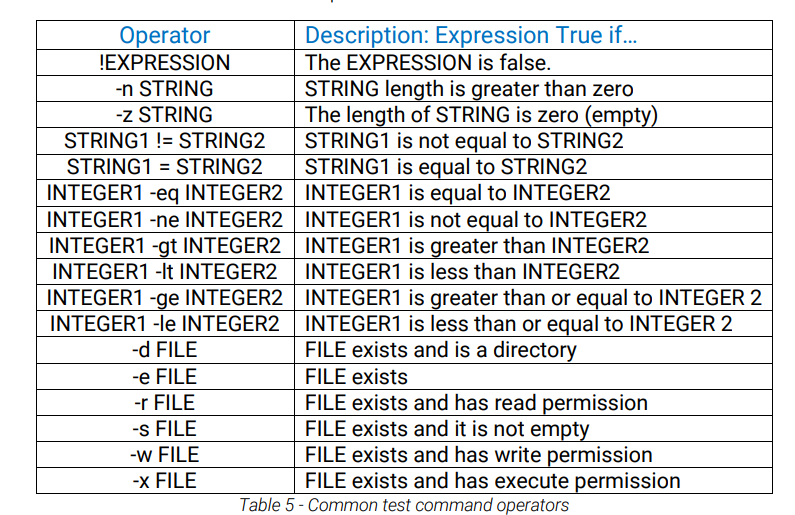 Operator Description: Expression True if...
!EXPRESSION The EXPRESSION is false.
-n STRING STRING length is greater than zero
-z STRING The length of STRING is zero (empty)
STRING1 != STRING2 STRING1 is not equal to STRING2
STRING1 = STRING2 STRING1 is equal to STRING2
INTEGER1 -eq INTEGER2 INTEGER1 is equal to INTEGER2
INTEGER1 -ne INTEGER2 INTEGER1 is not equal to INTEGER2
INTEGER1 -gt INTEGER2 INTEGER1 is greater than INTEGER2
INTEGER1 -lt INTEGER2 INTEGER1 is less than INTEGER2
INTEGER1 -ge INTEGER2 INTEGER1 is greater than or equal to INTEGER 2
INTEGER1 -le INTEGER2 INTEGER1 is less than or equal to INTEGER 2
-d FILE FILE exists and is a directory
-e FILE FILE exists
-r FILE FILE exists and has read permission
-s FILE FILE exists and it is not empty
-w FILE FILE exists and has write permission
-x FILE FILE exists and has execute permission
Table 5 - Common test command operators